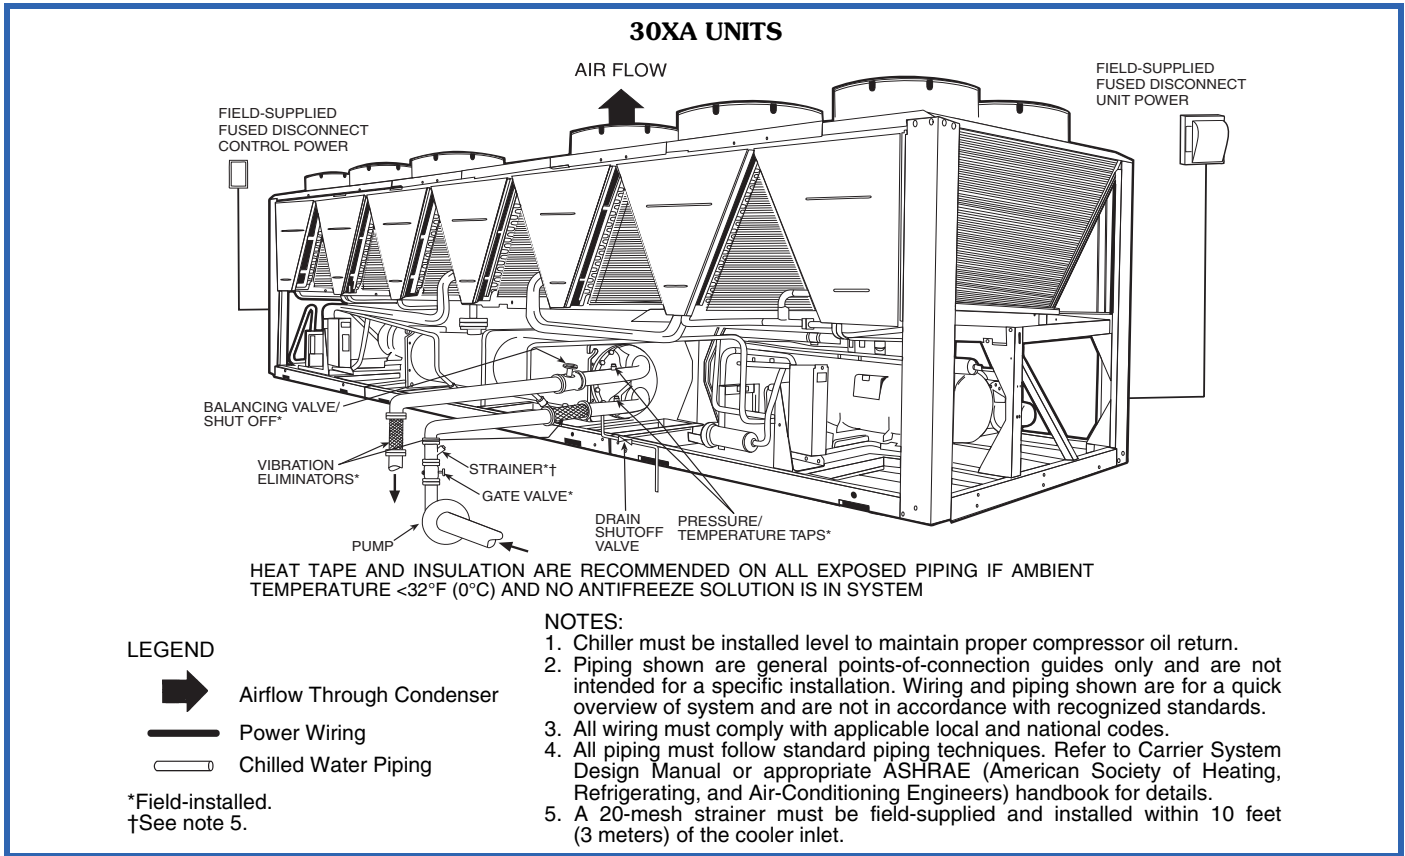 30XA UNITS
AIR FLOW
FIELD-SUPPLIED
FUSED DISCONNECT
UNIT POWER
FIELD-SUPPLIED
FUSED DISCONNECT
CONTROL POWER
BALANCING VALVE/
SHUT OFF*
VIBRATION
ELIMINATORS*
STRAINER*†
GATE VALVE*
PUMP
DRAIN
SHUTOFF
VALVE
PRESSURE/
TEMPERATURE TAPS*
HEAT TAPE AND INSULATION ARE RECOMMENDED ON ALL EXPOSED PIPING IF AMBIENT
TEMPERATURE <32°F (0°C) AND NO ANTIFREEZE SOLUTION IS IN SYSTEM
LEGEND
Airflow Through Condenser
Power Wiring
Chilled Water Piping
*Field-installed.
†See note 5.
NOTES:
1. Chiller must be installed level to maintain proper compressor oil return.
2. Piping shown are general points-of-connection guides only and are not
intended for a specific installation. Wiring and piping shown are for a quick
overview of system and are not in accordance with recognized standards.
3. All wiring must comply with applicable local and national codes.
4. All piping must follow standard piping techniques. Refer to Carrier System
Design Manual or appropriate ASHRAE (American Society of Heating,
Refrigerating, and Air-Conditioning Engineers) handbook for details.
5. A 20-mesh strainer must be field-supplied and installed within 10 feet
(3 meters) of the cooler inlet.